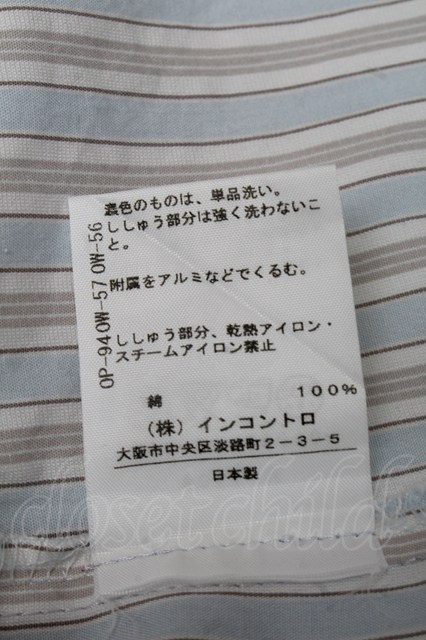 濃色のものは、単品洗い。
ししゅう部分は強く洗わないこ
と。
附属をアルミなどでくるむ。
ししゅう部分、乾熱アイロン・
スチームアイロン禁止
綿 100%
(株)インコントロ
大阪市中央区淡路町2-3-5
日本製
OP-94OW-57OW-56
closet child